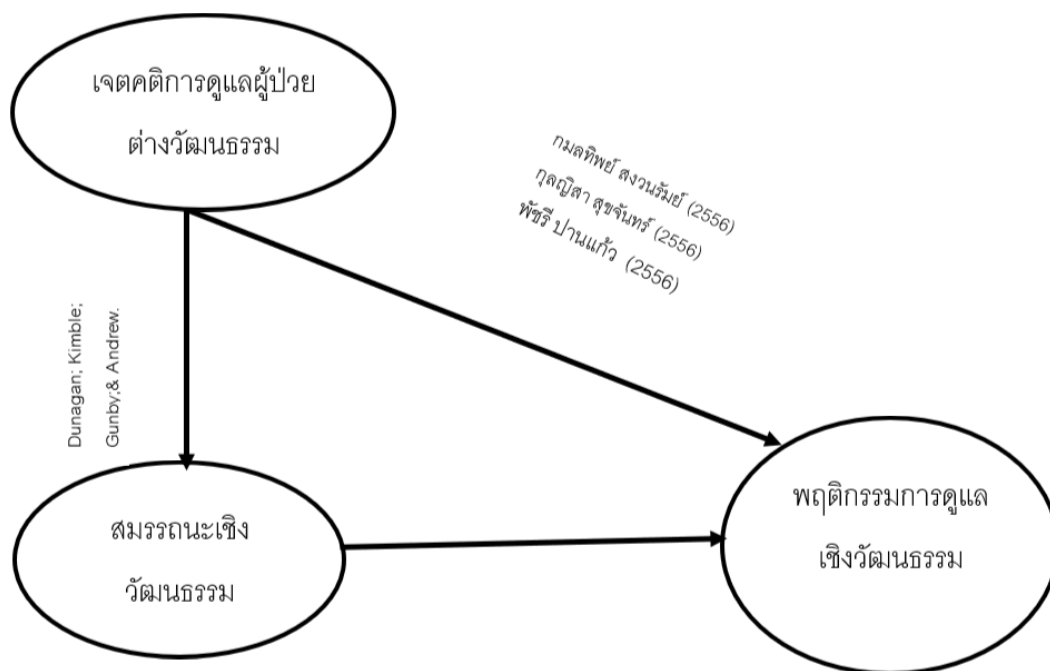 เจตคติการดูแลผู้ป่วย
ต่างวัฒนธรรม
กมลทิพย์ สงวนรัมย์ (2556)
กุลญิสา สุขจันทร์ (2556)
พัชรี ปานแก้ว (2556)
Dunagan; Kimble;
Gunby;& Andrew.
สมรรถนะเชิง
วัฒนธรรม
พฤติกรรมการดูแล
เชิงวัฒนธรรม